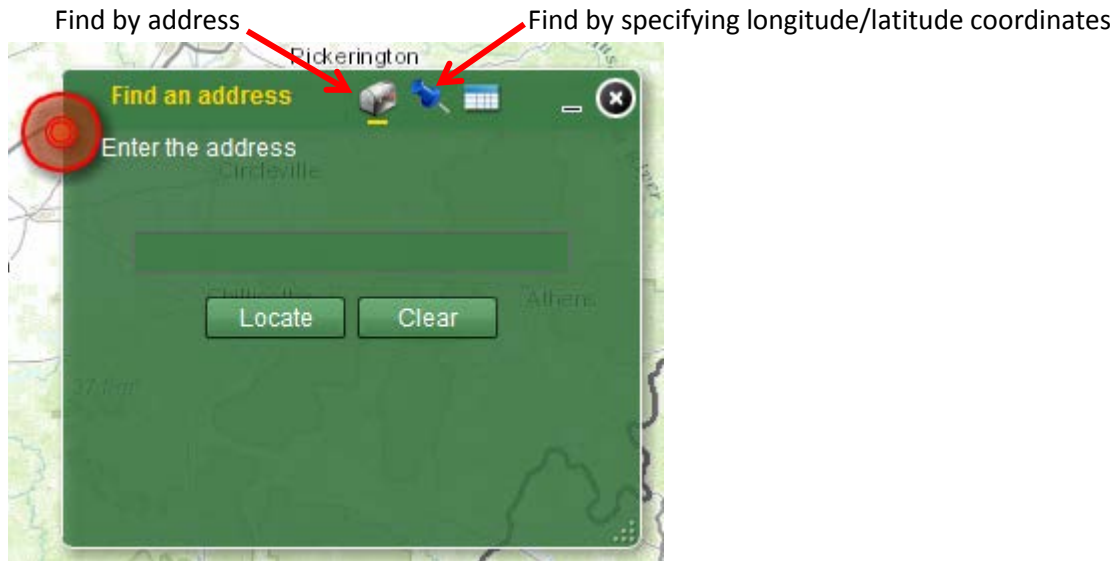 Find by address
Find by specifying longitude/latitude coordinates
Pickerington
Find an address
Enter the address
Circleville
Chillicothe
Athens
Locate
Clear